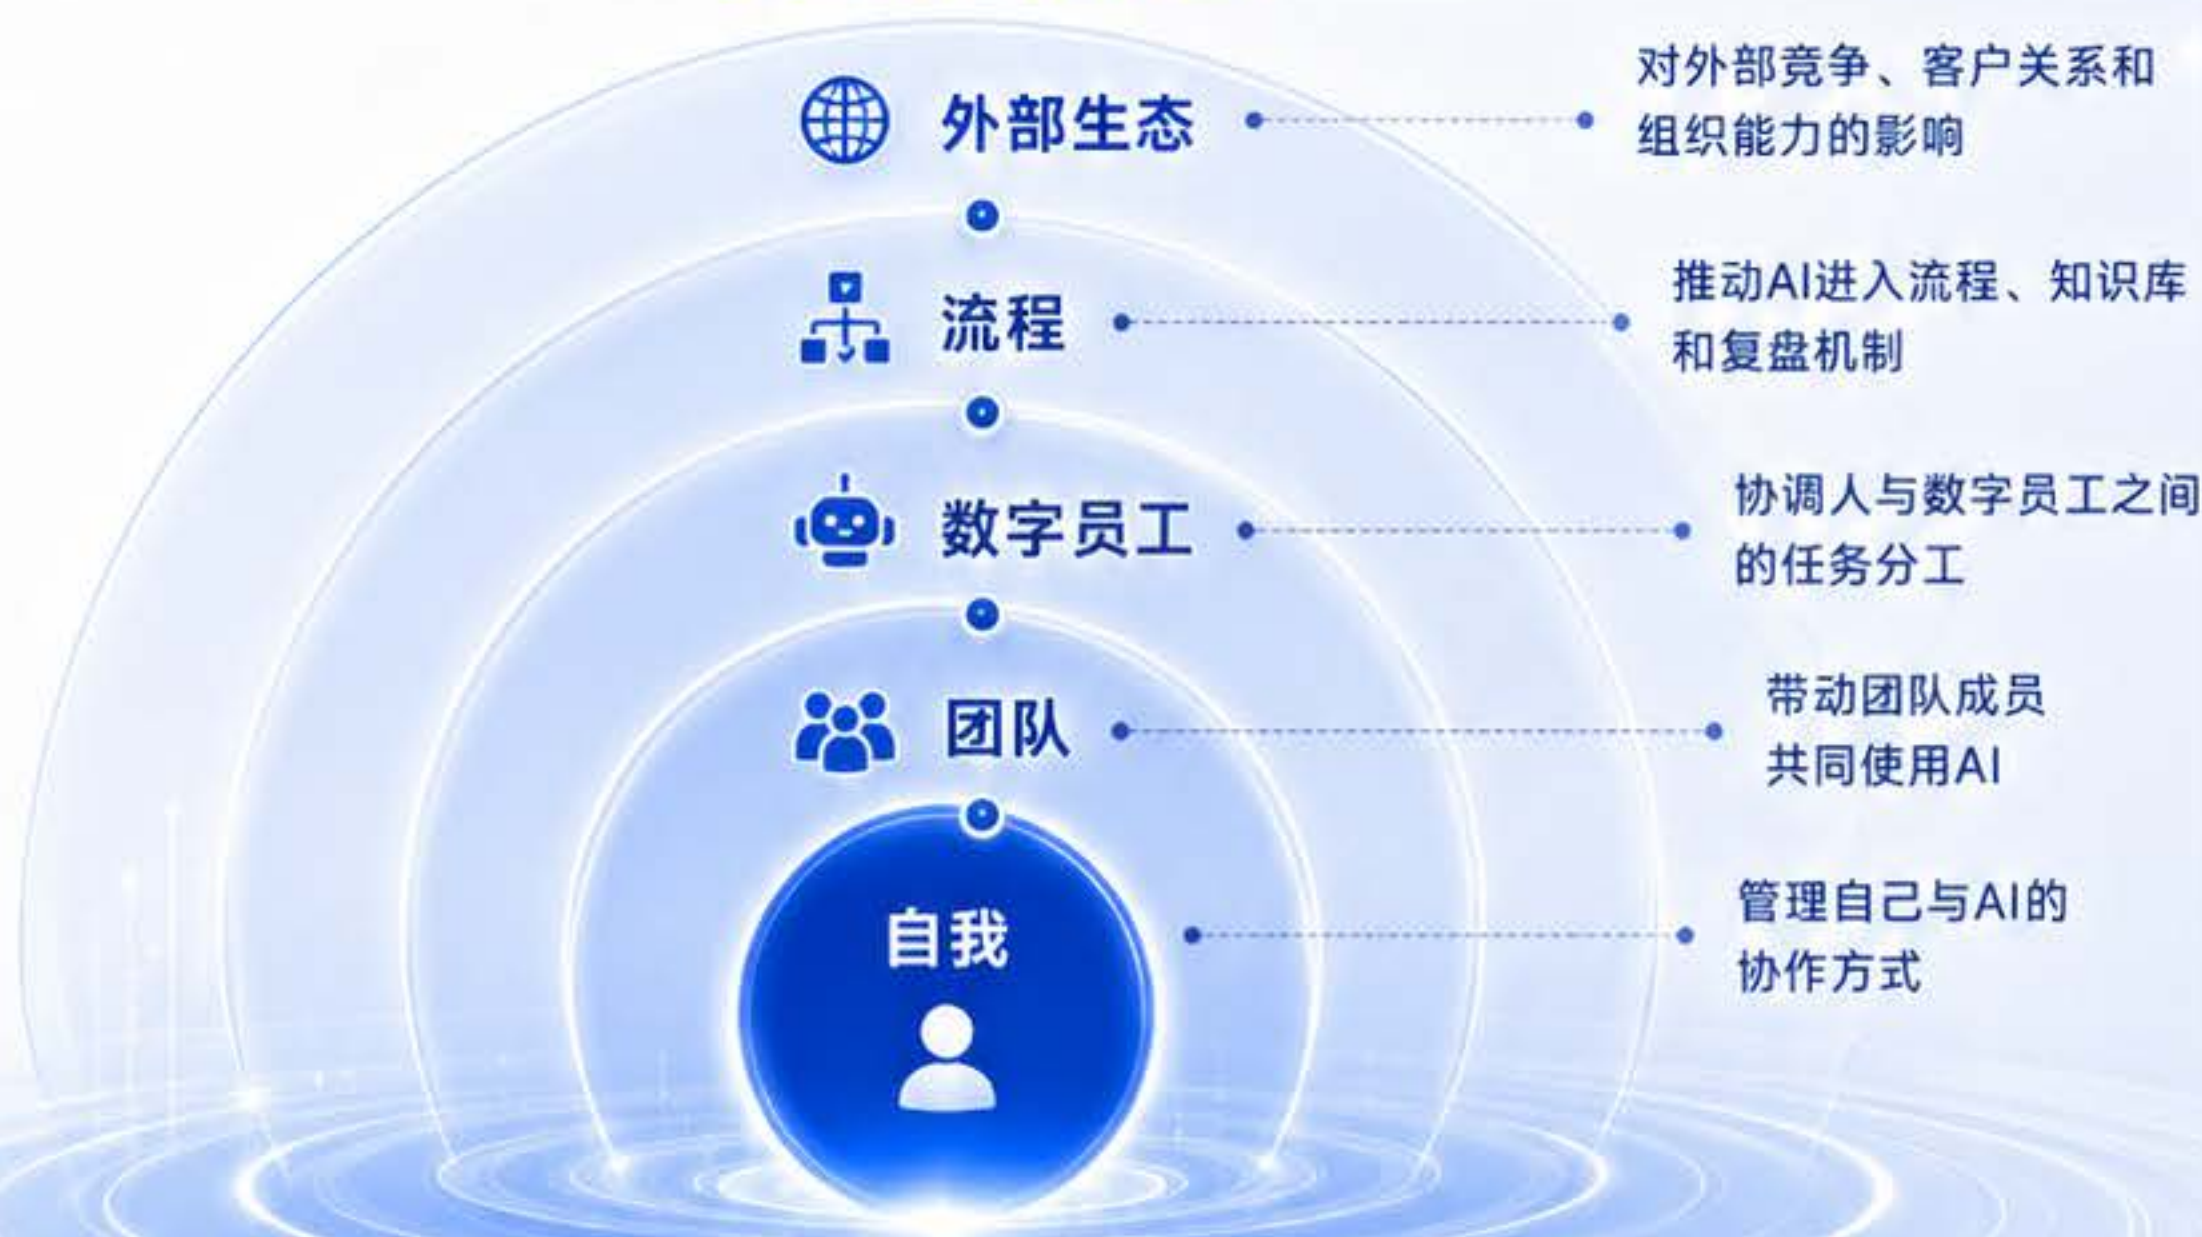 外部生态
对外部竞争、客户关系和
组织能力的影响
流程
推动AI进入流程、知识库
和复盘机制
数字员工
协调人与数字员工之间
的任务分工
团队
带动团队成员
共同使用AI
自我
管理自己与AI的
协作方式